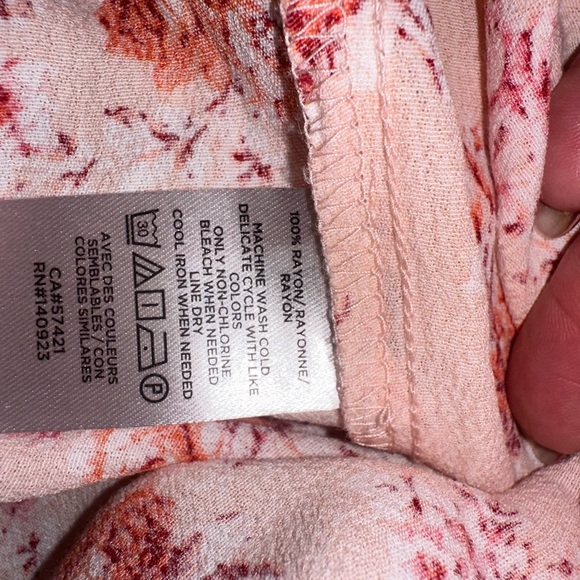 100% RAYON/ RAYONNE/
RAYON
MACHINE WASH COLD
DELICATE CYCLE WITH LIKE
COLORS
ONLY NON-CHLORINE
BLEACH WHEN NEEDED
LINE DRY
COOL IRON WHEN NEEDED
30
P
AVEC DES COULEURS
SEMBLABLES / CON
COLORES SIMILARES
CA#57421
RN#140923